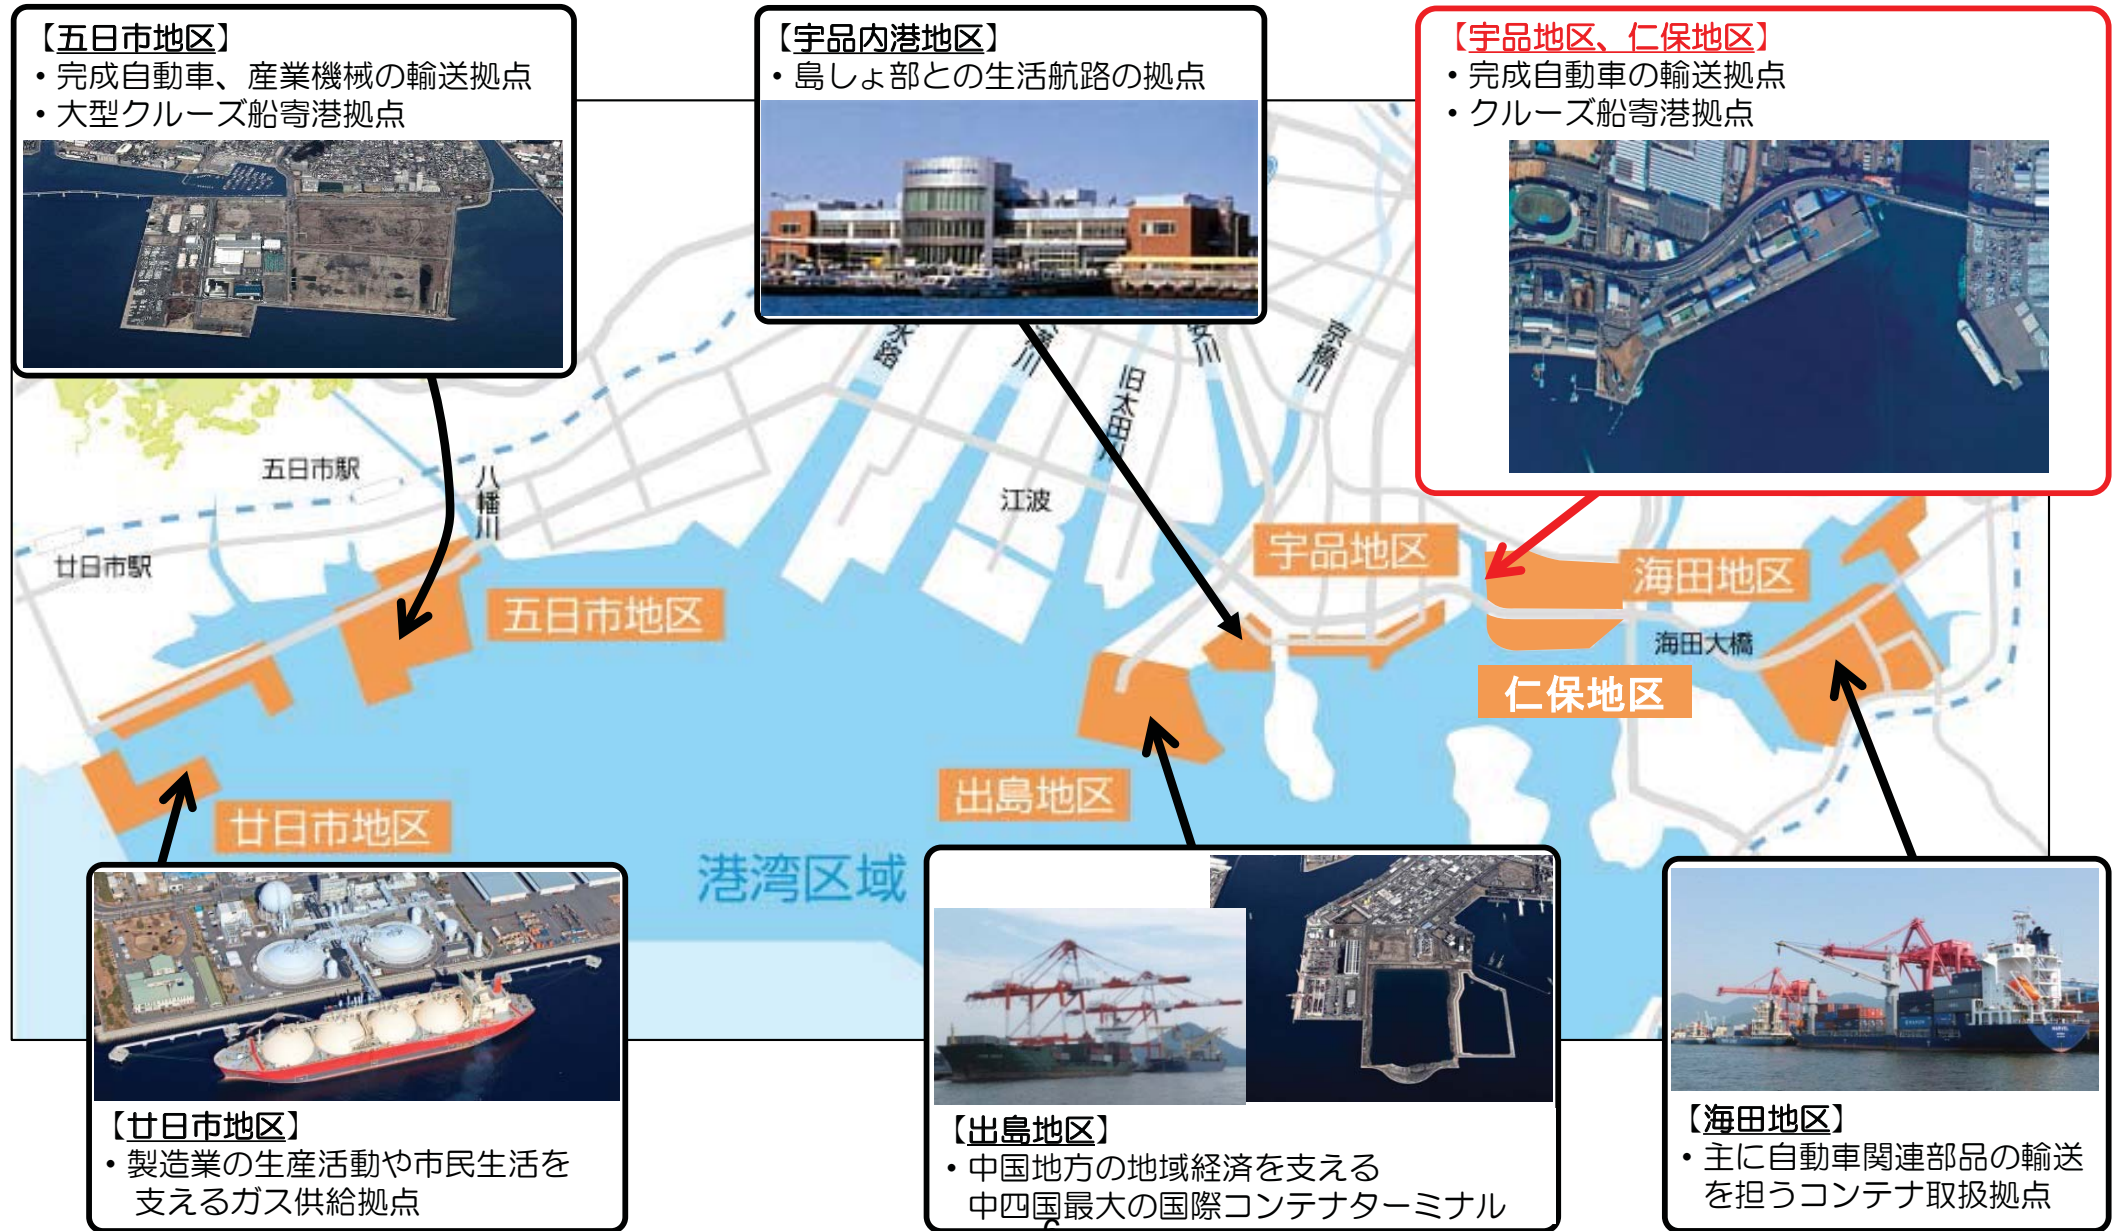 【五日市地区】
・完成自動車、産業機械の輸送拠点
・大型クルーズ船寄港拠点
【宇品内港地区】
・島しょ部との生活航路の拠点
【宇品地区、仁保地区】
・完成自動車の輸送拠点
・クルーズ船寄港拠点
水路
川
旧太田川
川
京橋川
五日市駅
八幡川
江波
廿日市駅
宇品地区
海田地区
五日市地区
海田大橋
仁保地区
出島地区
廿日市地区
港湾区域
【廿日市地区】
・製造業の生産活動や市民生活を
支えるガス供給拠点
【出島地区】
・中国地方の地域経済を支える
中四国最大の国際コンテナターミナル
【海田地区】
・主に自動車関連部品の輸送
を担うコンテナ取扱拠点